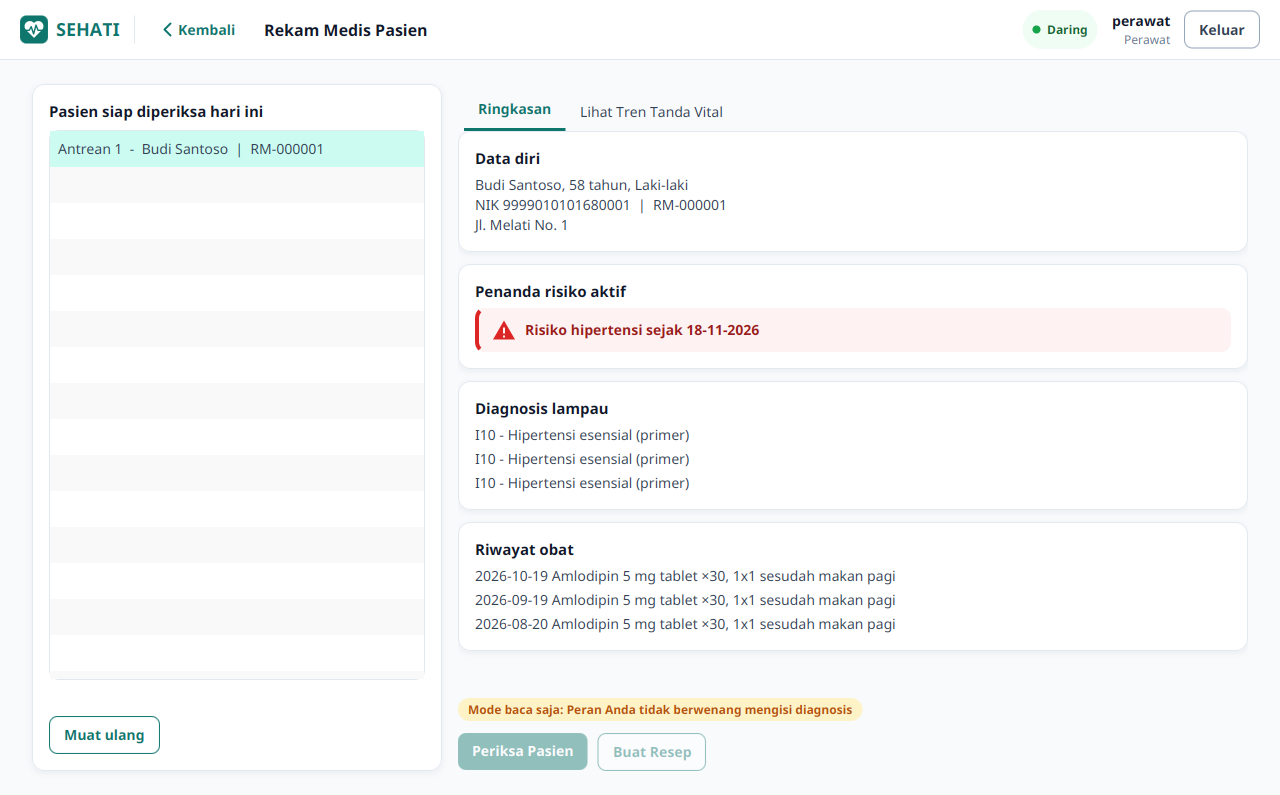 SEHATI
Kembali
Rekam Medis Pasien
Daring
perawat
Perawat
Keluar
Pasien siap diperiksa hari ini
Antrean 1 - Budi Santoso | RM-000001
Muat ulang
Ringkasan
Lihat Tren Tanda Vital
Data diri
Budi Santoso, 58 tahun, Laki-laki
NIK 9999010101680001 | RM-000001
Jl. Melati No. 1
Penanda risiko aktif
Risiko hipertensi sejak 18-11-2026
Diagnosis lampau
I10 - Hipertensi esensial (primer)
I10 - Hipertensi esensial (primer)
I10 - Hipertensi esensial (primer)
Riwayat obat
2026-10-19 Amlodipin 5 mg tablet ×30, 1x1 sesudah makan pagi
2026-09-19 Amlodipin 5 mg tablet ×30, 1x1 sesudah makan pagi
2026-08-20 Amlodipin 5 mg tablet ×30, 1x1 sesudah makan pagi
Mode baca saja: Peran Anda tidak berwenang mengisi diagnosis
Periksa Pasien
Buat Resep